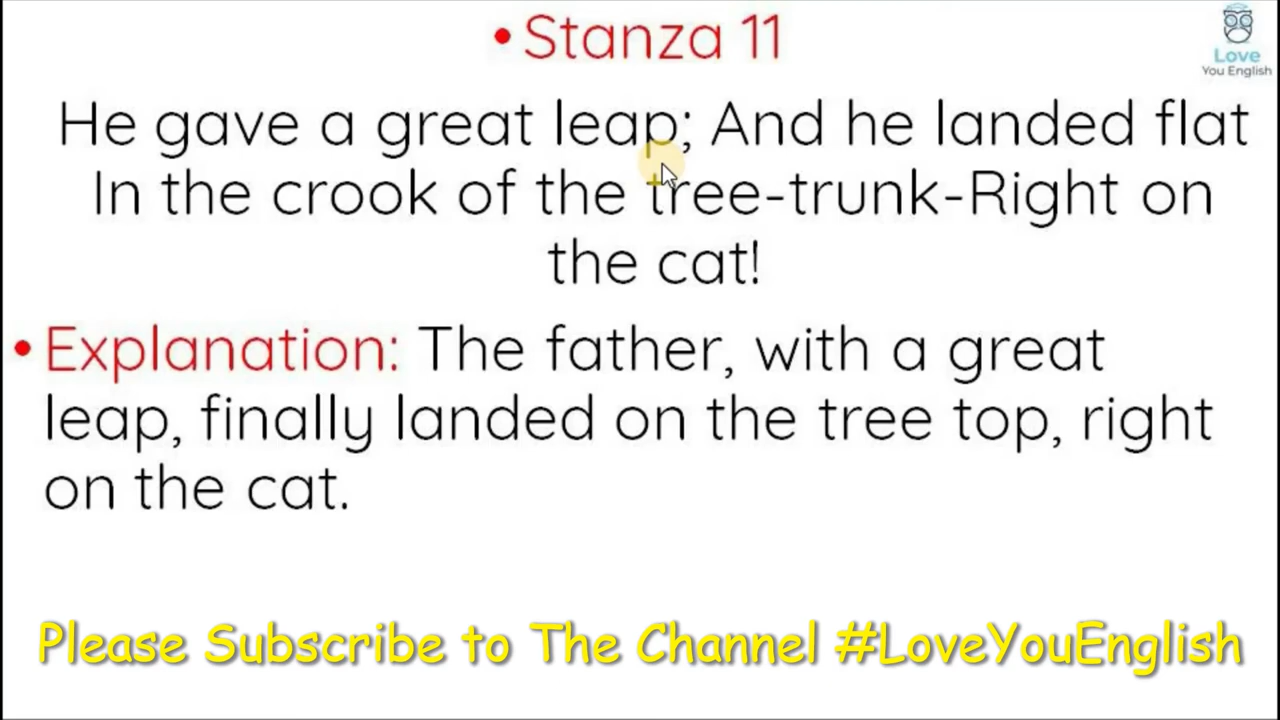 • Stanza 11
Love
You English
He gave a great leap; And he landed flat
In the crook of the tree-trunk-Right on
the cat!
• Explanation: The father, with a great
leap, finally landed on the tree top, right
on the cat.
Please Subscribe to The Channel #LoveYouEnglish